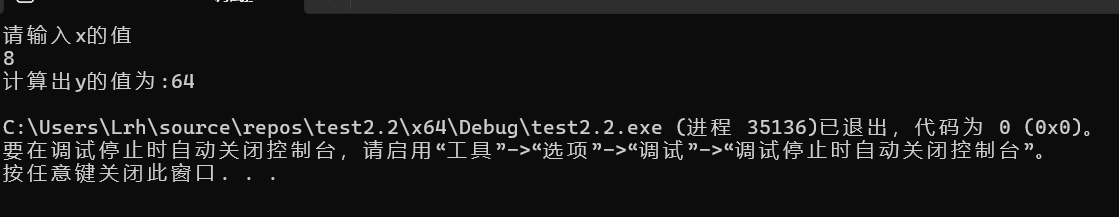 请输入x的值
8
计算出y的值为:64
C:\Users\Lrh\source\repos\test2.2\x64\Debug\test2.2.exe (进程 35136)已退出，代码为 0 (0x0)。
要在调试停止时自动关闭控制台，请启用“工具”->“选项”->“调试”->“调试停止时自动关闭控制台”。
按任意键关闭此窗口. . .